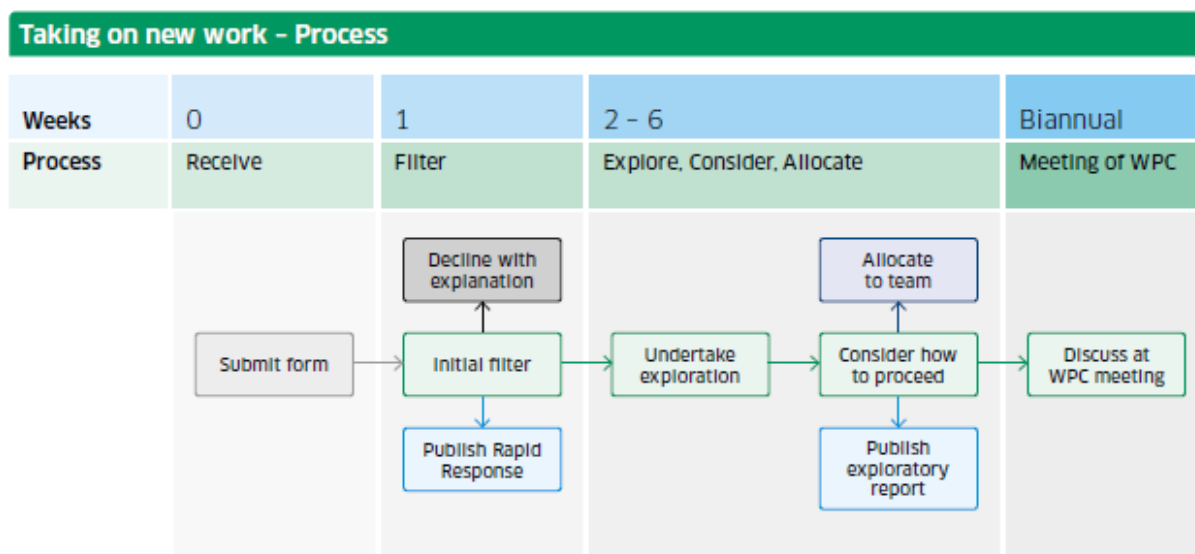 Taking on new work – Process
Weeks 0 1 2 – 6 Biannual
Process Receive Filter Explore, Consider, Allocate Meeting of WPC
Decline with
explanation
Allocate
to team
Submit form
Initial filter
Undertake
exploration
Consider how
to proceed
Discuss at
WPC meeting
Publish Rapid
Response
Publish
exploratory
report